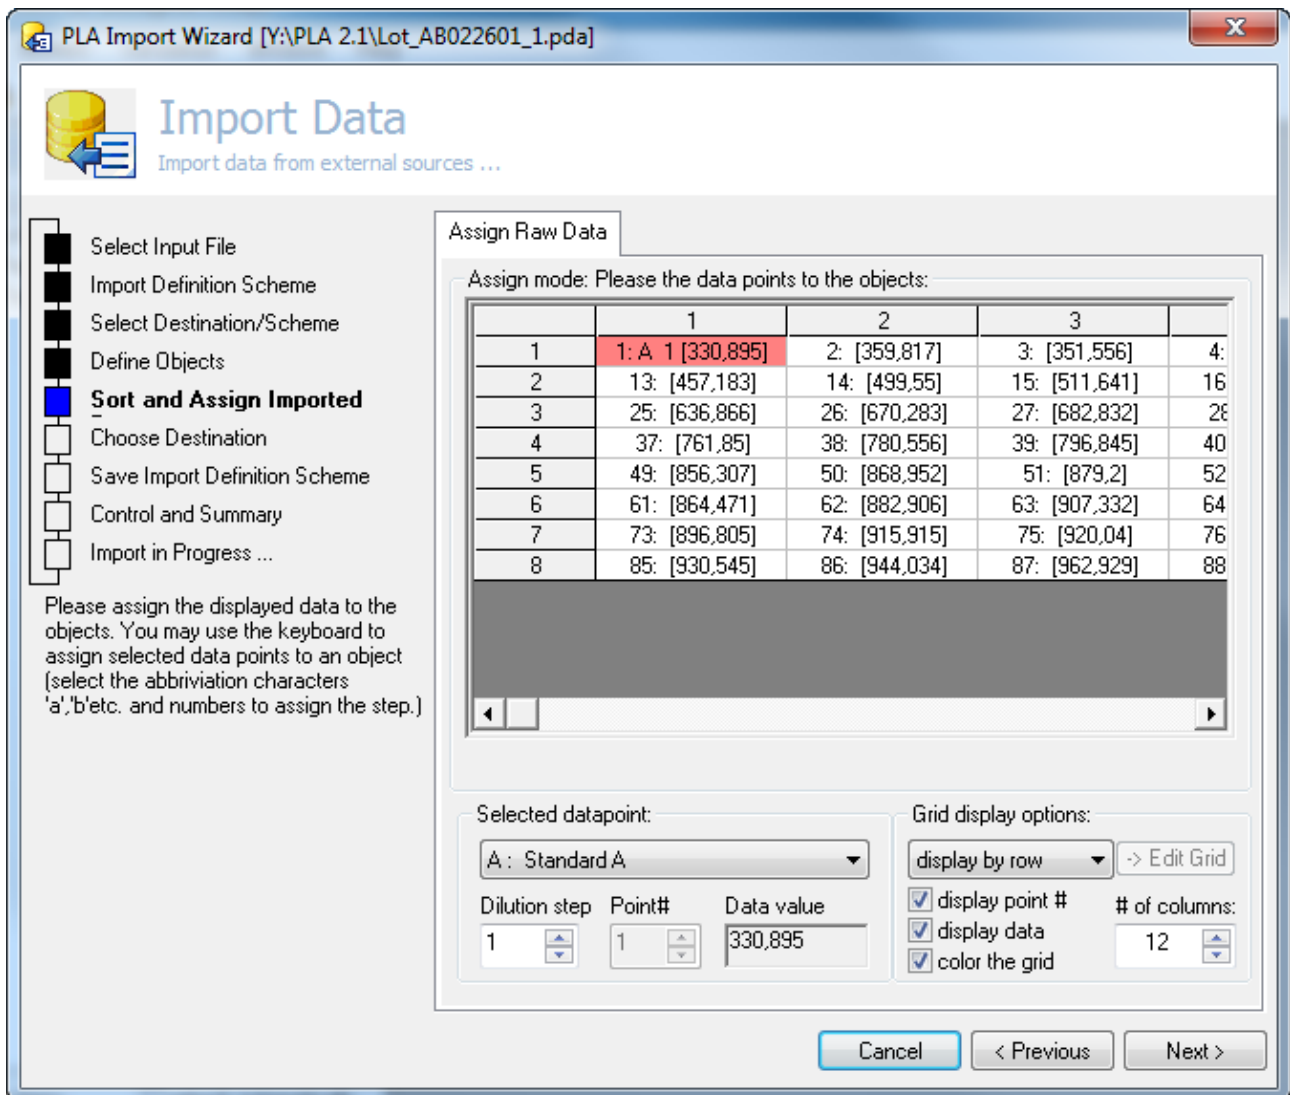 PLA Import Wizard [Y:\PLA 2.1\Lot_AB022601_1.pda]
x
Import Data
Import data from external sources ...
Select Input File
Import Definition Scheme
Select Destination/Scheme
Define Objects
Sort and Assign Imported
Choose Destination
Save Import Definition Scheme
Control and Summary
Import in Progress ...
Please assign the displayed data to the
objects. You may use the keyboard to
assign selected data points to an object
(select the abbriviation characters
'a','b'etc. and numbers to assign the step.)
Assign Raw Data
Assign mode: Please the data points to the objects:
1 2 3
1 1: A 1 [330,895] 2: [359,817] 3: [351,556] 4:
2 13: [457,183] 14: [499,55] 15: [511,641] 16
3 25: [636,866] 26: [670,283] 27: [682,832] 28
4 37: [761,85] 38: [780,556] 39: [796,845] 40
5 49: [856,307] 50: [868,952] 51: [879,2] 52
6 61: [864,471] 62: [882,906] 63: [907,332] 64
7 73: [896,805] 74: [915,915] 75: [920,04] 76
8 85: [930,545] 86: [944,034] 87: [962,929] 88
Selected datapoint:
A : Standard A
Dilution step Point# Data value
1 1 330,895
Grid display options:
display by row -> Edit Grid
display point # # of columns:
display data 12
color the grid
Cancel < Previous Next >